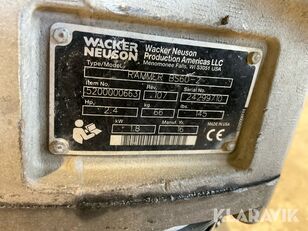 WACKER
NEUSON
Wacker Neuson
Production Americas LLC
Menomonee Falls, WI 53051 USA
Type/Model
RAMMER BS60-2
Item No. Rev. Serial No.
5200000663 107 24299710
Hp. kg lbs.
2.4 66 145
kW Manuf. Yr.
1.8 16
MADE IN USA
KLARAVIK